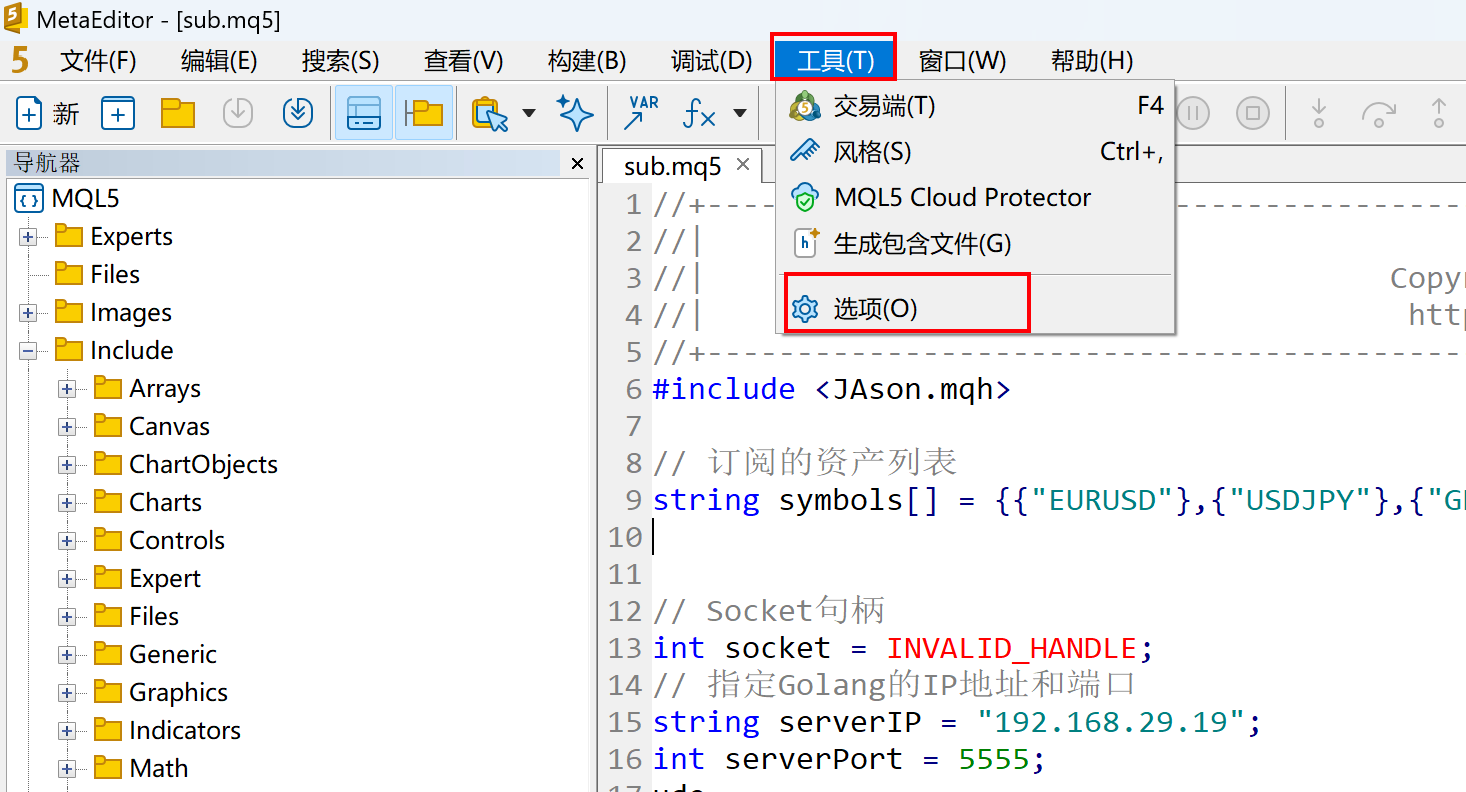 MetaEditor - [sub.mq5]
5 文件(F) 编辑(E) 搜索(S) 查看(V) 构建(B) 调试(D) 工具(T) 窗口(W) 帮助(H)
新 VAR fx
交易端(T) F4
风格(S) Ctrl+,
MQL5 Cloud Protector
生成包含文件(G)
选项(O)
导航器
MQL5
Experts
Files
Images
Include
Arrays
Canvas
ChartObjects
Charts
Controls
Expert
Files
Generic
Graphics
Indicators
Math
sub.mq5
1 //+---- ----------------
2 //|
3 //| Copyr
4 //| http
5 //+------------------------------------------
6 #include <JAson.mqh>
7
8 // 订阅的资产列表
9 string symbols[] = {{"EURUSD"},{"USDJPY"},{"G
10
11
12 // Socket句柄
13 int socket = INVALID_HANDLE;
14 // 指定Golang的IP地址和端口
15 string serverIP = "192.168.29.19";
16 int serverPort = 5555;